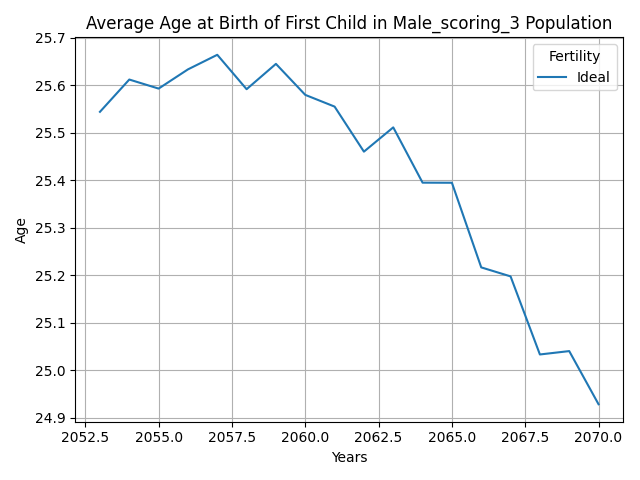 Average Age at Birth of First Child in Male_scoring_3 Population
Fertility
Ideal
Age
25.7
25.6
25.5
25.4
25.3
25.2
25.1
25.0
24.9
2052.5 2055.0 2057.5 2060.0 2062.5 2065.0 2067.5 2070.0
Years